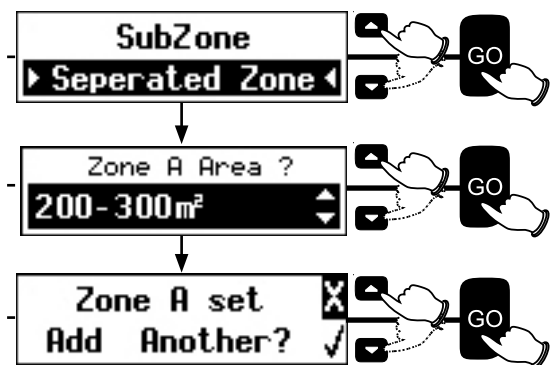 SubZone
Seperated Zone
GO
Zone A Area ?
200-300m²
GO
Zone A set X
Add Another? √
GO